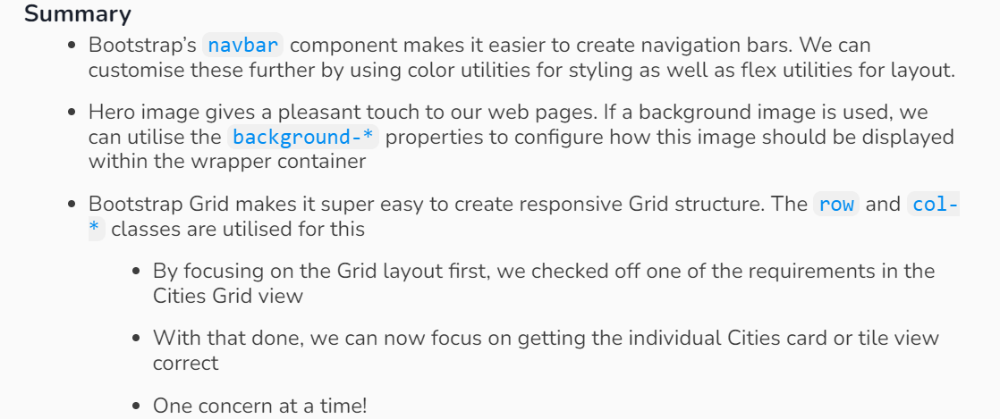 Summary
• Bootstrap's navbar component makes it easier to create navigation bars. We can
customise these further by using color utilities for styling as well as flex utilities for layout.
• Hero image gives a pleasant touch to our web pages. If a background image is used, we
can utilise the background-* properties to configure how this image should be displayed
within the wrapper container
• Bootstrap Grid makes it super easy to create responsive Grid structure. The row and col-
* classes are utilised for this
• By focusing on the Grid layout first, we checked off one of the requirements in the
Cities Grid view
• With that done, we can now focus on getting the individual Cities card or tile view
correct
• One concern at a time!